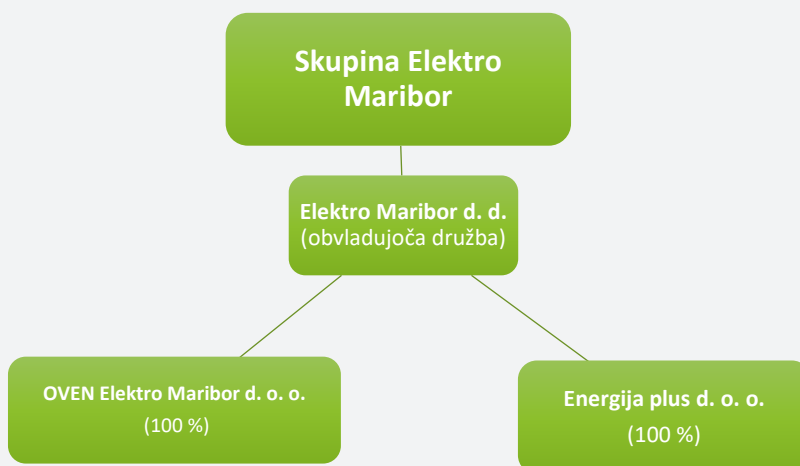 Skupina Elektro
Maribor
Elektro Maribor d. d.
(obvladujoča družba)
OVEN Elektro Maribor d. o. o.
(100 %)
Energija plus d. o. o.
(100 %)